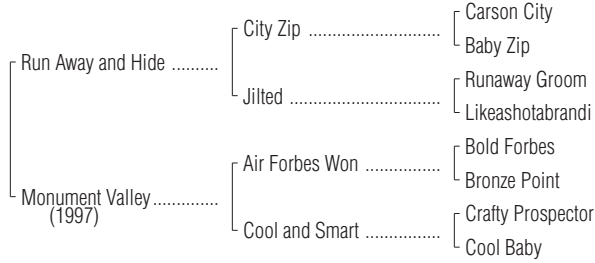 Carson City
City Zip ............................
Baby Zip
Run Away and Hide ..........
Runaway Groom
Jilted ................................
Likeashotabrandi
Bold Forbes
Air Forbes Won ................
Bronze Point
Monument Valley..............
(1997)
Crafty Prospector
Cool and Smart ................
Cool Baby